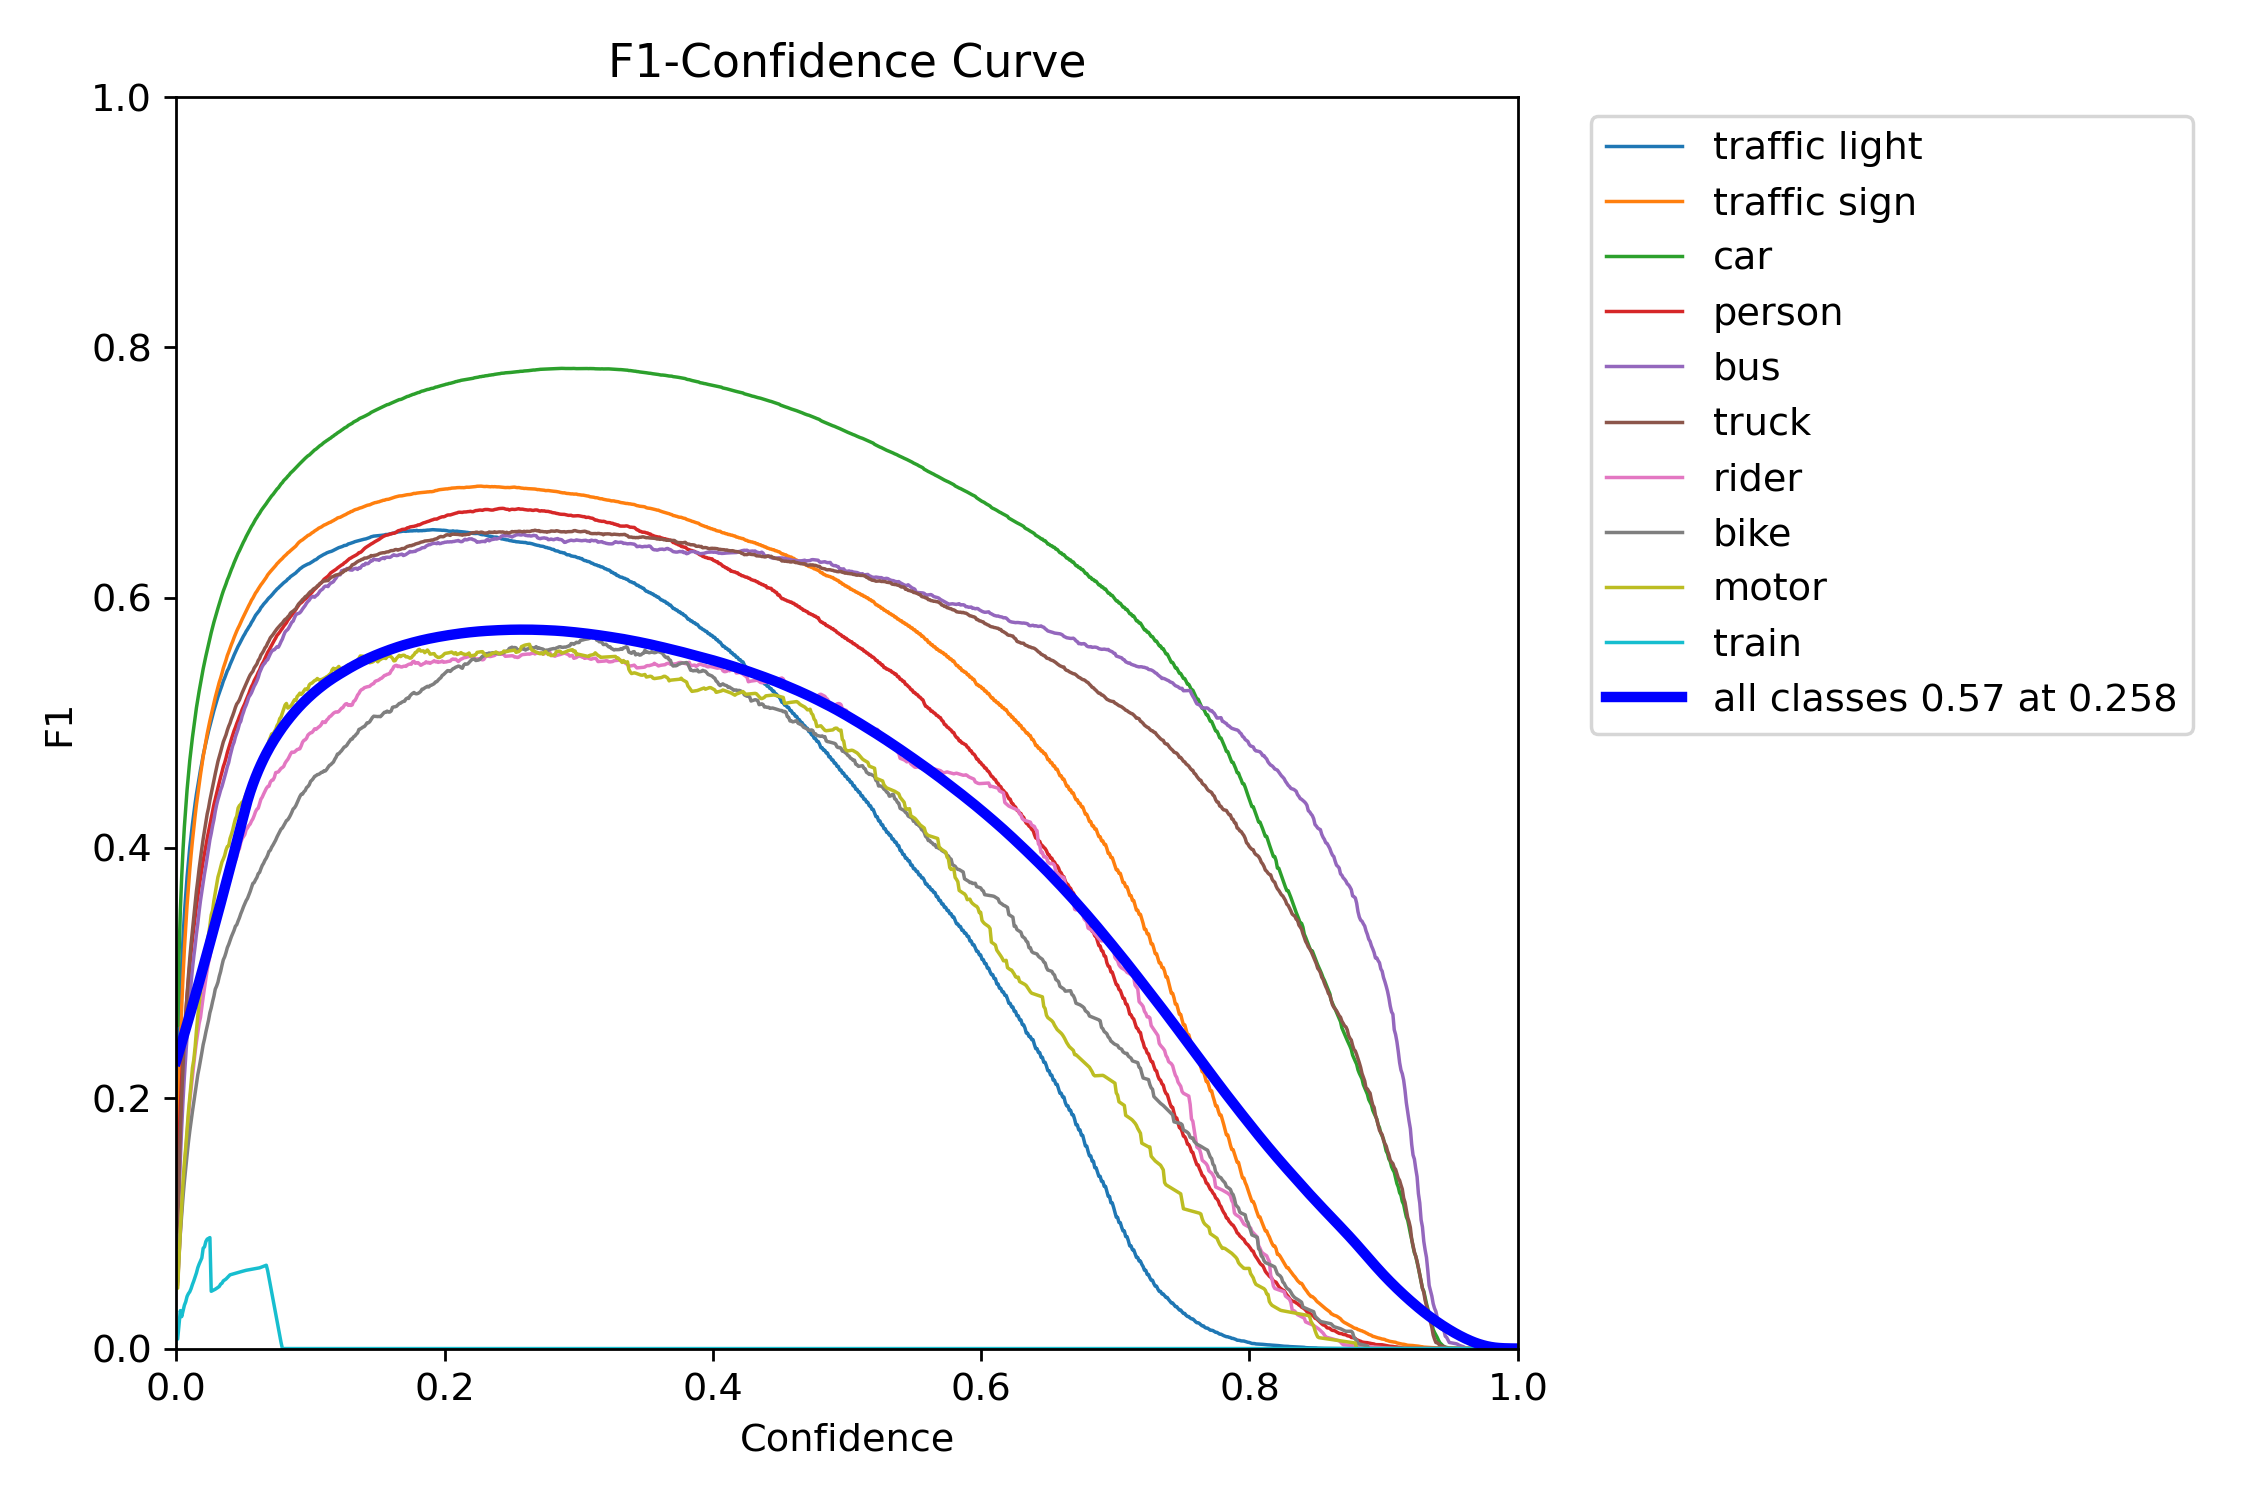 F1-Confidence Curve
1.0
0.8
0.6
0.4
0.2
0.0
F1
0.0 0.2 0.4 0.6 0.8 1.0
Confidence
traffic light
traffic sign
car
person
bus
truck
rider
bike
motor
train
all classes 0.57 at 0.258